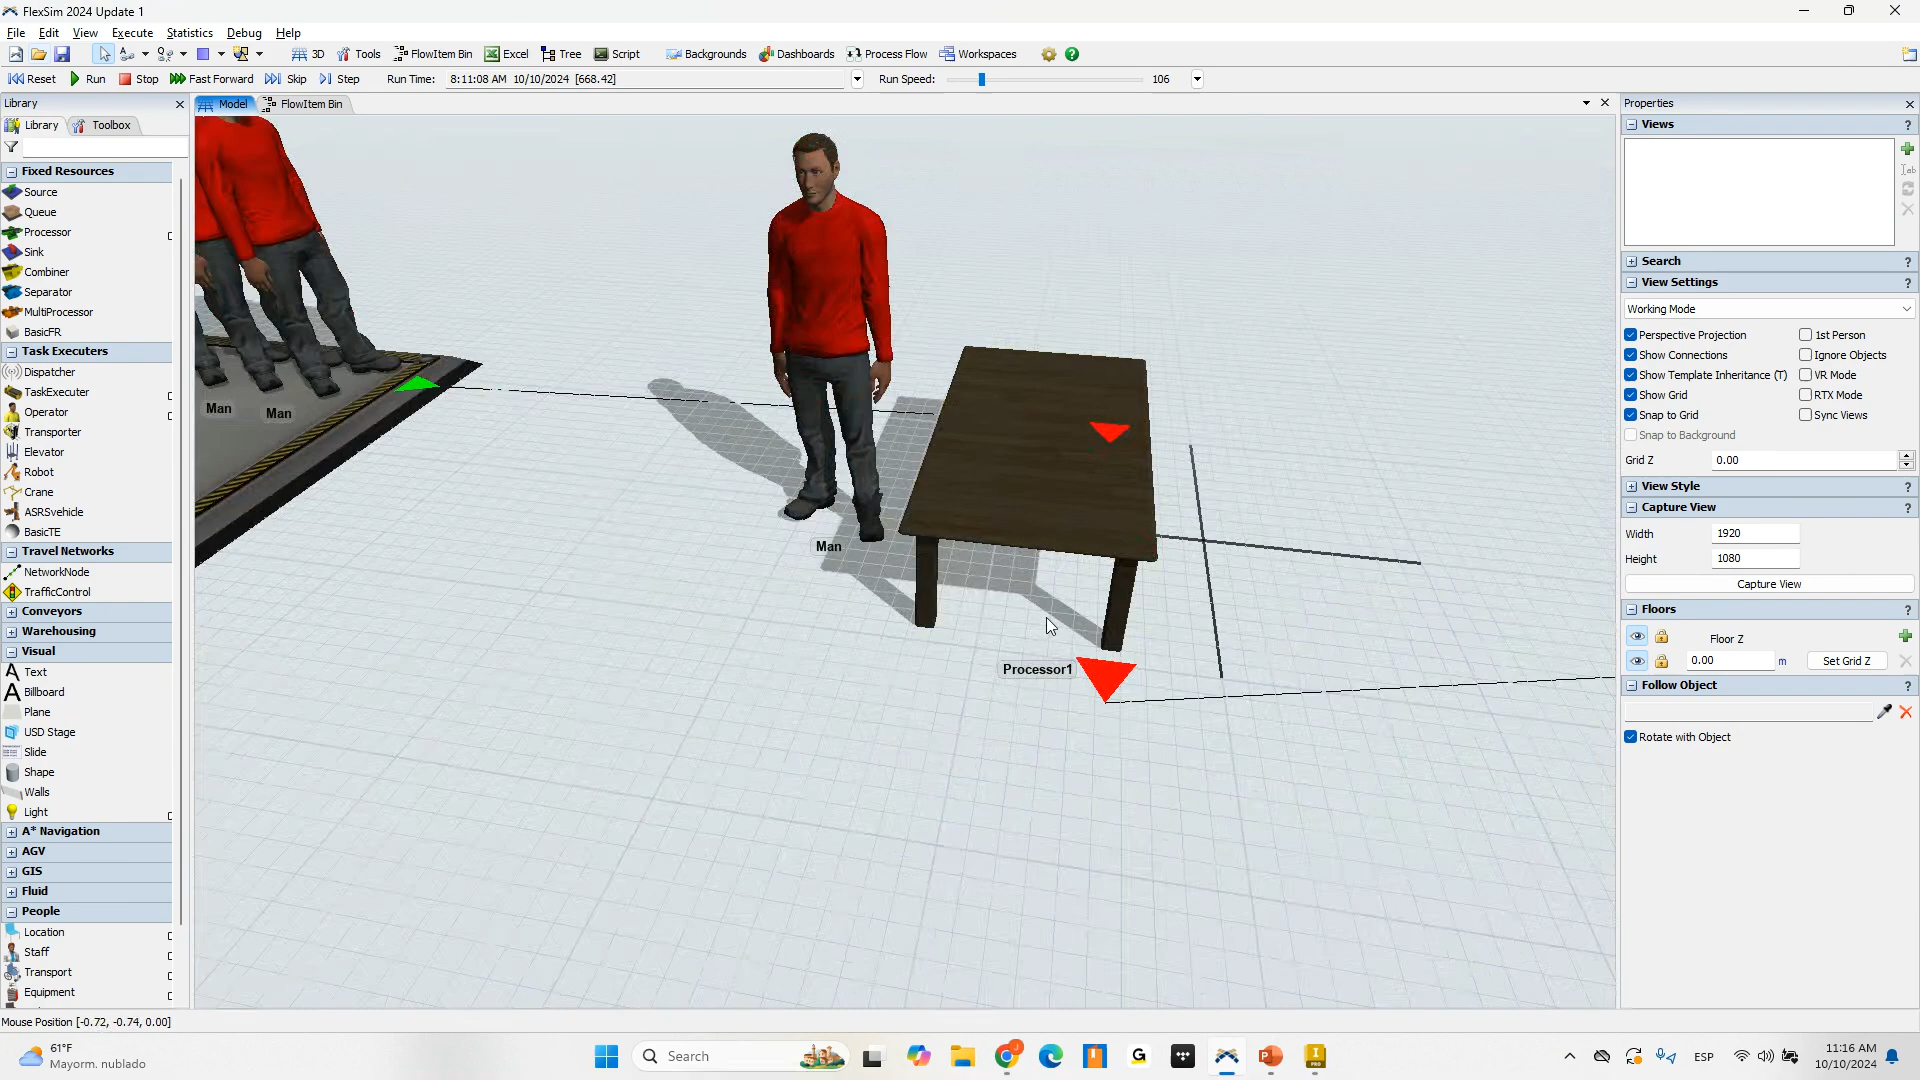 FlexSim 2024 Update 1
File Edit View Execute Statistics Debug Help
3D Tools FlowItem Bin Excel Tree Script Backgrounds Dashboards Process Flow Workspaces
Reset Run Stop Fast Forward Skip Step Run Time: 8:11:08 AM 10/10/2024 [668.42] Run Speed: 106
Library
Library Toolbox
Fixed Resources
Source
Queue
Processor
Sink
Combiner
Separator
MultiProcessor
BasicFR
Task Executers
Dispatcher
TaskExecuter
Operator
Transporter
Elevator
Robot
Crane
ASRSvehicle
BasicTE
Travel Networks
NetworkNode
TrafficControl
Conveyors
Warehousing
Visual
Text
Billboard
Plane
USD Stage
Slide
Shape
Walls
Light
A* Navigation
AGV
GIS
Fluid
People
Location
Staff
Transport
Equipment
Model FlowItem Bin
Man Man
Man
Processor1
Properties
Views ?
Search ?
View Settings ?
Working Mode
Perspective Projection 1st Person
Show Connections Ignore Objects
Show Template Inheritance (T) VR Mode
Show Grid RTX Mode
Snap to Grid Sync Views
Snap to Background
Grid Z 0.00
View Style ?
Capture View ?
Width 1920
Height 1080
Capture View
Floors ?
Floor Z
0.00 m Set Grid Z
Follow Object ?
Rotate with Object
Mouse Position [-0.72, -0.74, 0.00]
61°F
Mayorm. nublado
Search
ESP
11:16 AM
10/10/2024